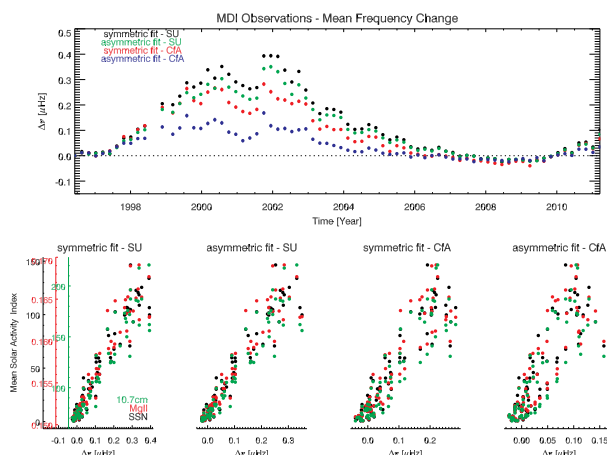 MDI Observations - Mean Frequency Change
0.5
0.4
0.3
0.2
0.1
0.0
-0.1
Δν [μHz]
symmetric fit - SU
asymmetric fit - SU
symmetric fit - CfA
asymmetric fit - CfA
1998 2000 2002 2004 2006 2008 2010
Time [Year]
symmetric fit - SU asymmetric fit - SU symmetric fit - CfA asymmetric fit - CfA
Mean Solar Activity Index
150
100
50
0
0.170
0.165
0.155
200
150
100
10.7cm
MgII
SSN
-0.1 0.0 0.1 0.2 0.3 0.4 0.0 0.1 0.2 0.3 0.0 0.1 0.2 0.00 0.05 0.10 0.15
Δν [μHz] Δν [μHz] Δν [μHz] Δν [μHz]